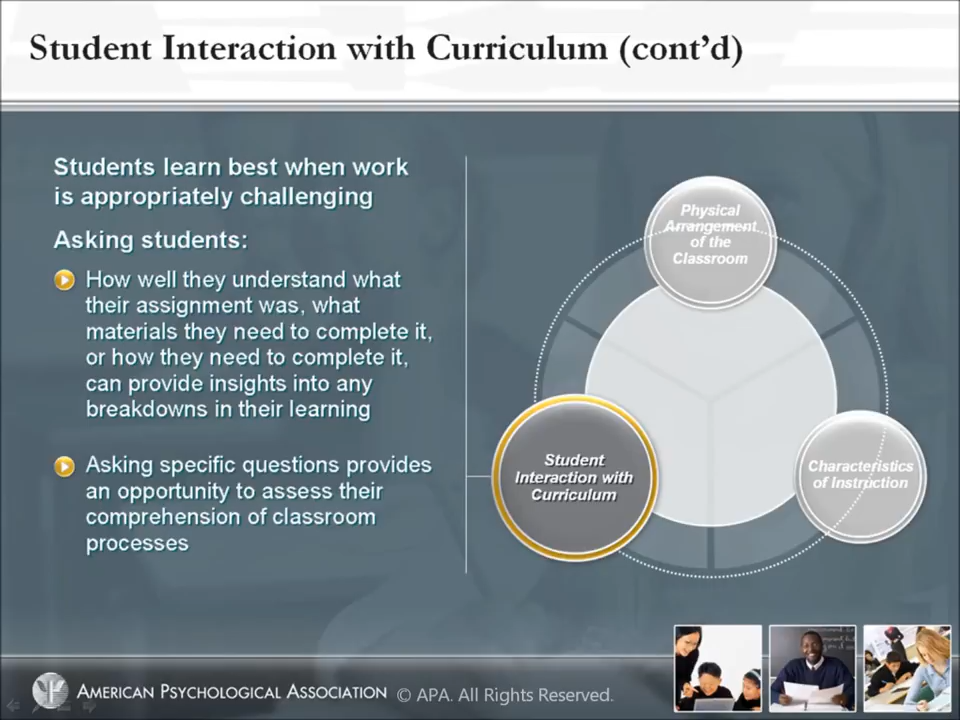 Student Interaction with Curriculum (cont’d)
Students learn best when work
is appropriately challenging
Asking students:
How well they understand what
their assignment was, what
materials they need to complete it,
or how they need to complete it,
can provide insights into any
breakdowns in their learning
Asking specific questions provides
an opportunity to assess their
comprehension of classroom
processes
Physical
Arrangement
of the
Classroom
Student
Interaction with
Curriculum
Characteristics
of Instruction
AMERICAN PSYCHOLOGICAL ASSOCIATION © APA. All Rights Reserved.